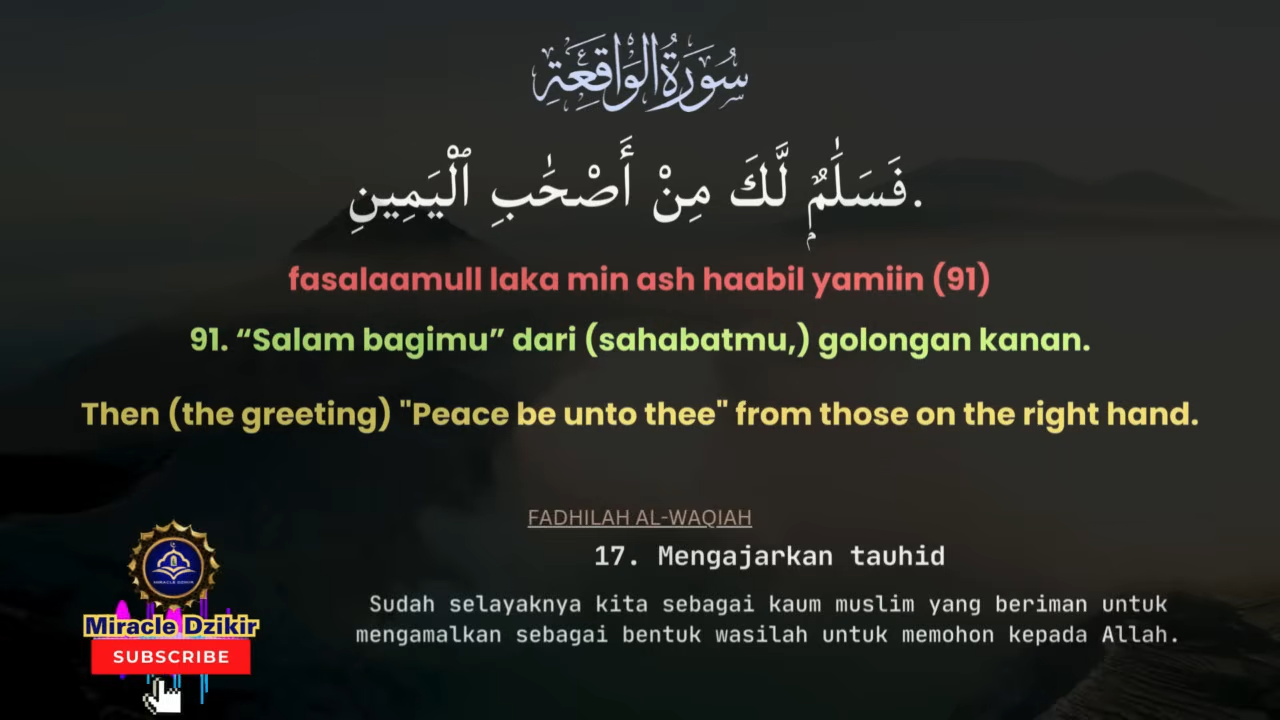 سُورَةُ الوَاقِعَةِ
فَسَلَٰمٌۭ لَّكَ مِنْ أَصْحَٰبِ ٱلْيَمِينِ.
fasalaamull laka min ash haabil yamiin (91)
91. “Salam bagimu” dari (sahabatmu,) golongan kanan.
Then (the greeting) "Peace be unto thee" from those on the right hand.
FADHILAH AL-WAQIAH
17. Mengajarkan tauhid
Sudah selayaknya kita sebagai kaum muslim yang beriman untuk
mengamalkan sebagai bentuk wasilah untuk memohon kepada Allah.
MIRACLE DZIKIR
Miracle Dzikir
SUBSCRIBE